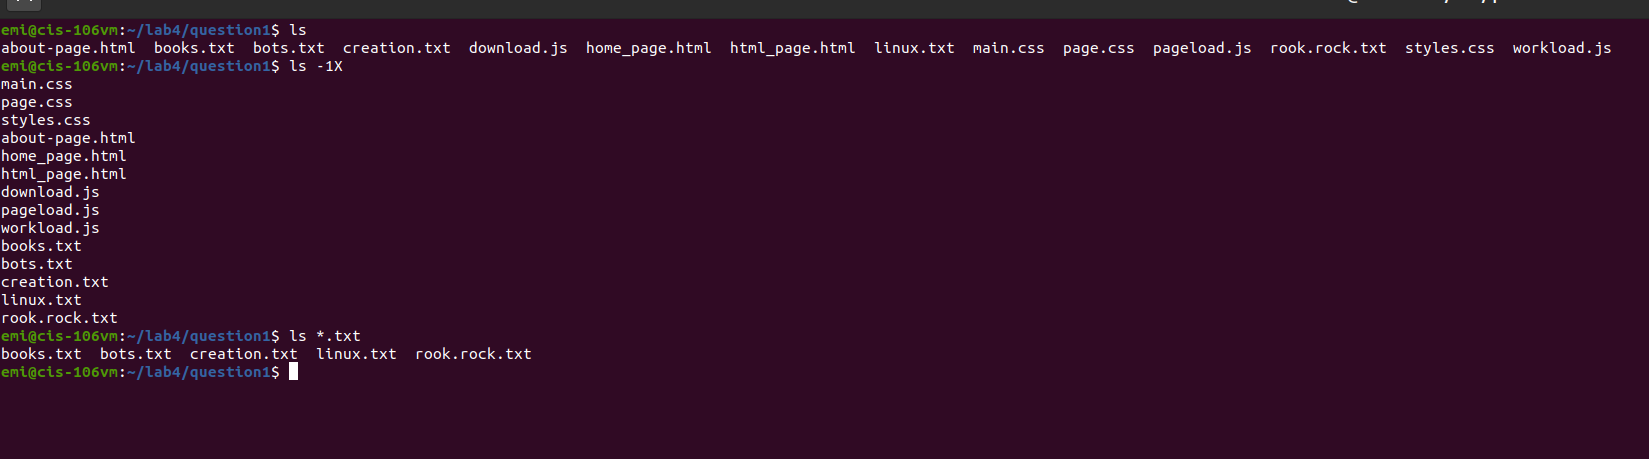 emi@cis-106vm:~/lab4/question1$ ls
about-page.html  books.txt  bots.txt  creation.txt  download.js  home_page.html  html_page.html  linux.txt  main.css  page.css  pageload.js  rook.rock.txt  styles.css  workload.js
emi@cis-106vm:~/lab4/question1$ ls -1X
main.css
page.css
styles.css
about-page.html
home_page.html
html_page.html
download.js
pageload.js
workload.js
books.txt
bots.txt
creation.txt
linux.txt
rook.rock.txt
emi@cis-106vm:~/lab4/question1$ ls *.txt
books.txt  bots.txt  creation.txt  linux.txt  rook.rock.txt
emi@cis-106vm:~/lab4/question1$